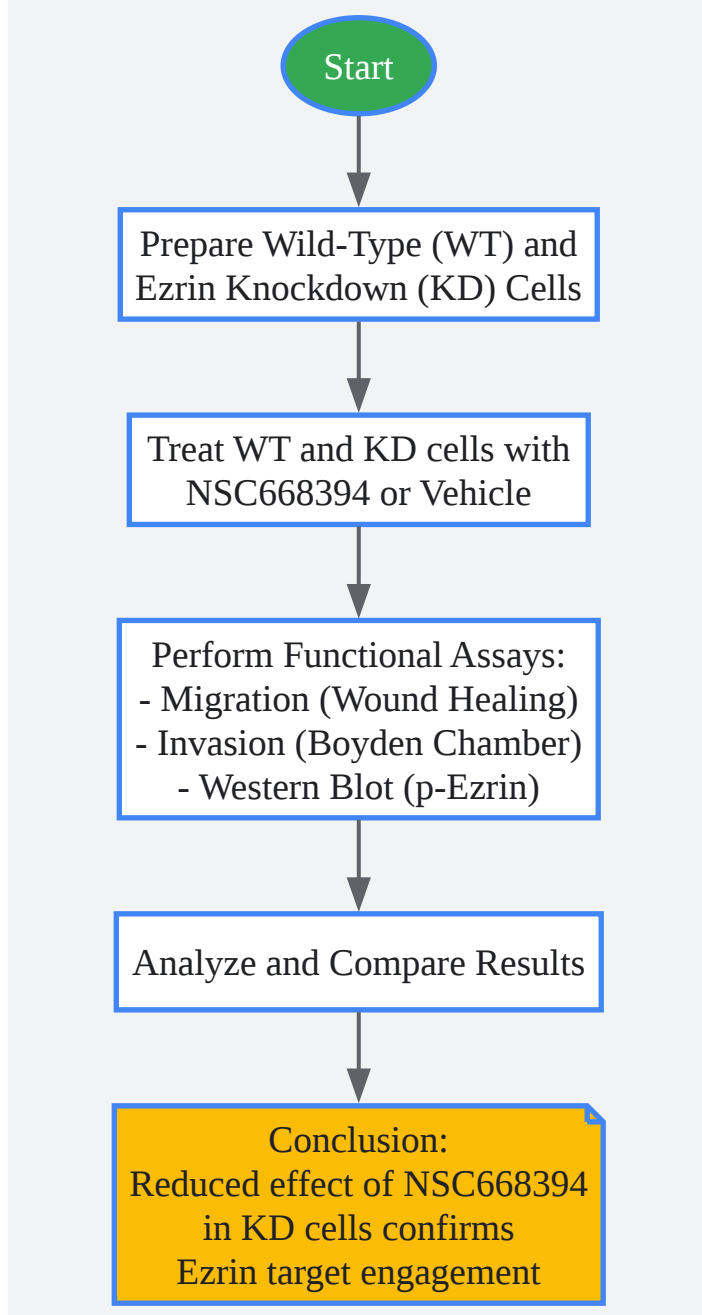 Start
Prepare Wild-Type (WT) and
Ezrin Knockdown (KD) Cells
Treat WT and KD cells with
NSC668394 or Vehicle
Perform Functional Assays:
- Migration (Wound Healing)
- Invasion (Boyden Chamber)
- Western Blot (p-Ezrin)
Analyze and Compare Results
Conclusion:
Reduced effect of NSC668394
in KD cells confirms
Ezrin target engagement